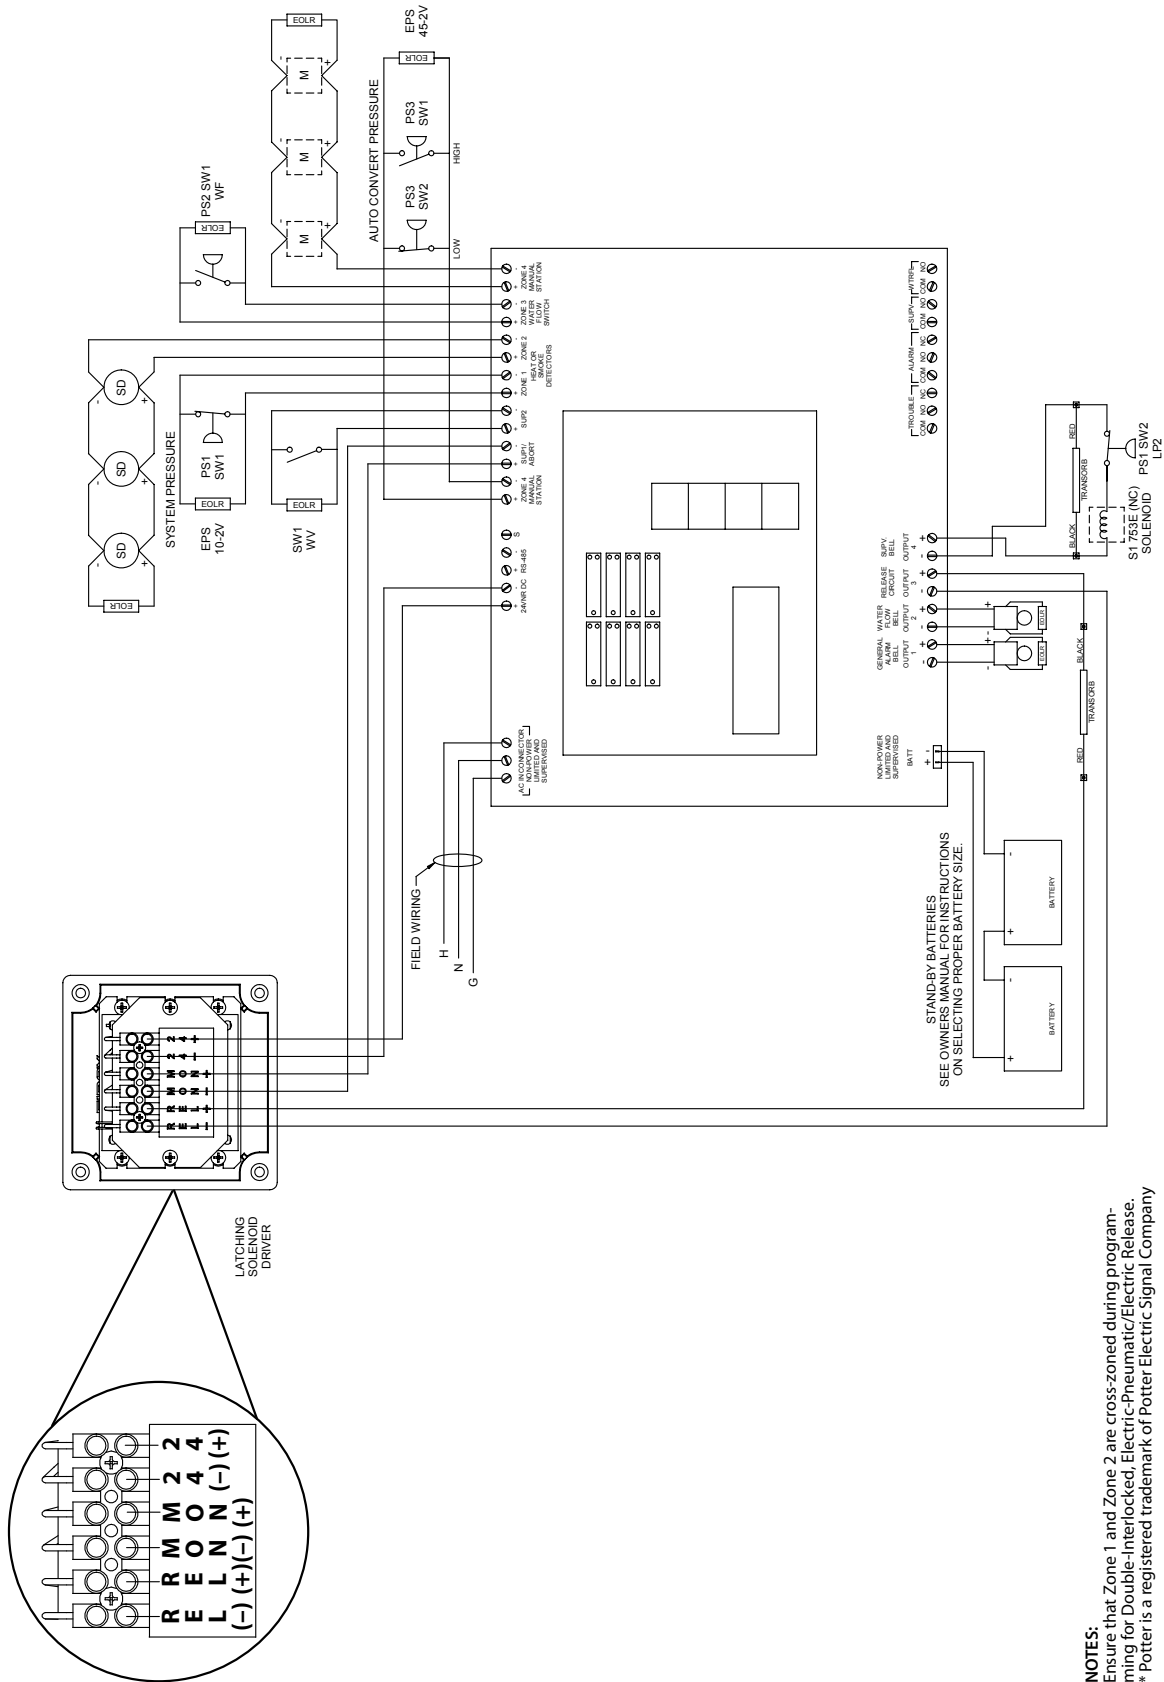 EOLR
M
M
M
-
+
-
+
-
+
EPS
45-2V
EOLR
AUTO CONVERT PRESSURE
PS3
SW1
PS3
SW2
HIGH
LOW
PS2 SW1
WF
EOLR
SD
SD
SD
-
+
-
+
-
+
EOLR
SYSTEM PRESSURE
PS1
SW1
EOLR
EPS
10-2V
SW1
WV
EOLR
- ZONE 4
+ MANUAL
STATION
- ZONE 3
+ WATER
FLOW
SWITCH
- ZONE 2
+
HEAT OR
SMOKE
DETECTORS
- ZONE 1
+
- SUP2
+
- SUP1/
+ ABORT
- ZONE 4
+ MANUAL
STATION
S
- RS-485
+
- 24VNR DC
+
AC IN CONNECTOR
NON-POWER
LIMITED AND
SUPERVISED
FIELD WIRING
H
N
G
WTRFL
COM NO
SUPV
COM NO
ALARM
COM NO NC
TROUBLE
COM NO NC
SUPV.
BELL
OUTPUT
4
- +
RELEASE
CIRCUIT
OUTPUT
3
- +
WATER
FLOW
BELL
OUTPUT
2
- +
GENERAL
ALARM
BELL
OUTPUT
1
- +
EOLR
- +
EOLR
- +
NON-POWER
LIMITED AND
SUPERVISED
BATT
+ -
RED
TRANSORB
BLACK
S1 753E (NC)
SOLENOID
PS1 SW2
LP2
BLACK
TRANSORB
RED
STAND-BY BATTERIES
SEE OWNERS MANUAL FOR INSTRUCTIONS
ON SELECTING PROPER BATTERY SIZE.
+ -
BATTERY
+ -
BATTERY
R R M M 2 2
E E O O 4 4
L L N N - +
- + - +
LATCHING
SOLENOID
DRIVER
R R M M 2 2
E E O O 4 4
L L N N (–) (+)
(–) (+) (–) (+)
NOTES:
Ensure that Zone 1 and Zone 2 are cross-zoned during program-
ming for Double-Interlocked, Electric-Pneumatic/Electric Release.
* Potter is a registered trademark of Potter Electric Signal Company